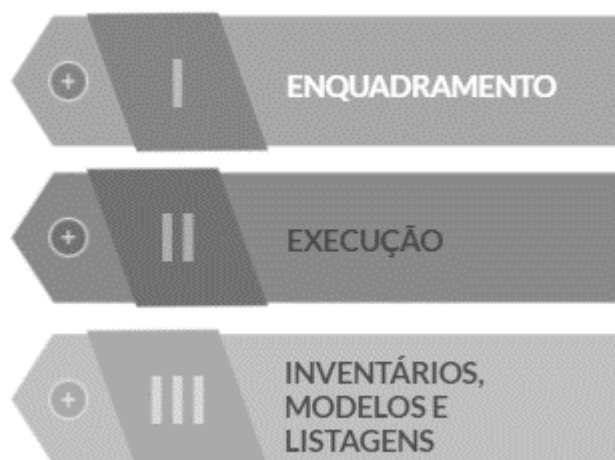 I
ENQUADRAMENTO
II
EXECUÇÃO
III
INVENTÁRIOS,
MODELOS E
LISTAGENS